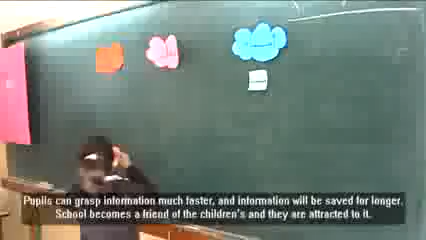 Pupils can grasp information much faster, and information will be saved for longer.
School becomes a friend of the children's and they are attracted to it.